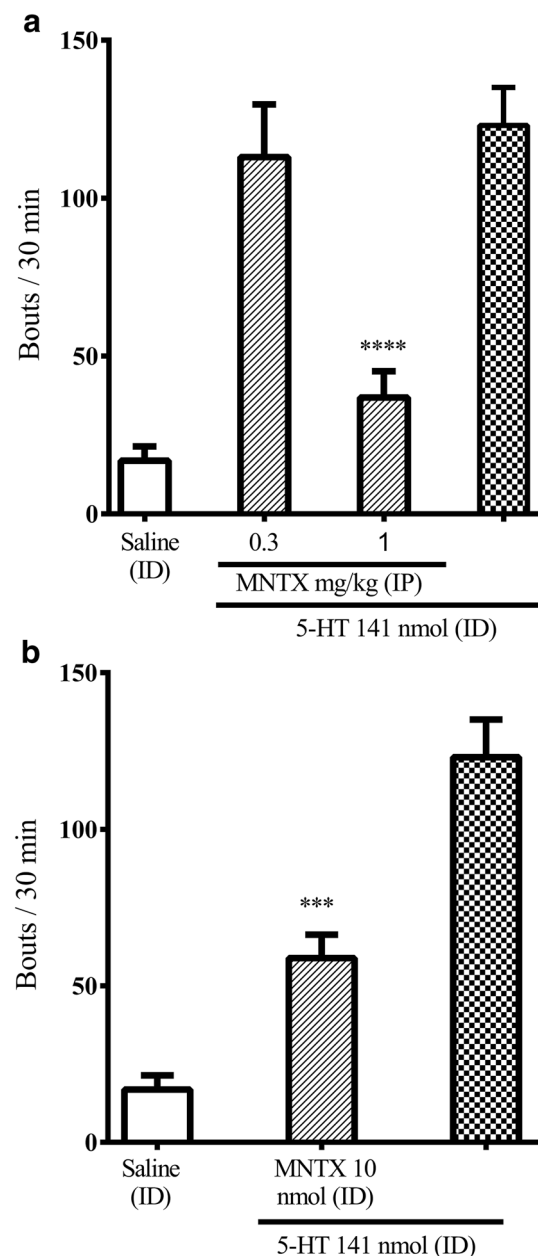 a
150
100
50
0
Bouts / 30 min
****
Saline
(ID)
0.3
1
MNTX mg/kg (IP)
5-HT 141 nmol (ID)
b
150
100
50
0
Bouts / 30 min
***
Saline
(ID)
MNTX 10
nmol (ID)
5-HT 141 nmol (ID)